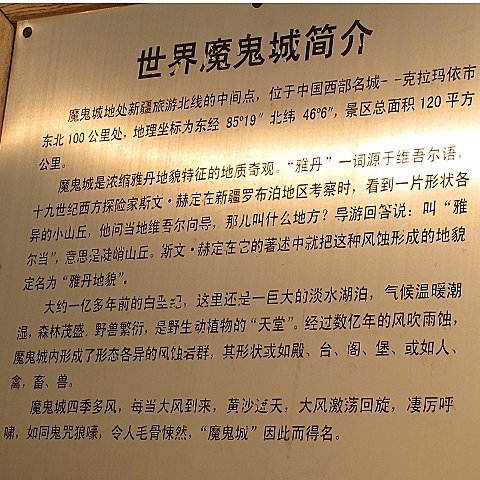 世界魔鬼城简介
魔鬼城地处新疆旅游北线的中间点，位于中国西部名城--克拉玛依市
东北100公里处，地理坐标为东经 85°19″北纬 46°6″，景区总面积120平方
公里。
魔鬼城是浓缩雅丹地貌特征的地质奇观。“雅丹”一词源于维吾尔语，
十九世纪西方探险家斯文·赫定在新疆罗布泊地区考察时，看到一片形状各
异的小山丘，他问当地维吾尔向导，那儿叫什么地方？导游回答说：叫“雅
尔当”，意思是陡峭山丘。斯文·赫定在它的著述中就把这种风蚀形成的地貌
定名为“雅丹地貌”。
大约一亿多年前的白垩纪，这里还是一巨大的淡水湖泊，气候温暖潮
湿，森林茂盛，野兽繁衍，是野生动植物的“天堂”。经过数亿年的风吹雨蚀，
魔鬼城内形成了形态各异的风蚀岩群，其形状或如殿、台、阁、堡、或如人、
禽，畜、兽。
魔鬼城四季多风，每当大风到来，黄沙遮天，大风激荡回旋，凄厉呼
啸，如同鬼咒狼嚎，令人毛骨悚然，“魔鬼城”因此而得名。